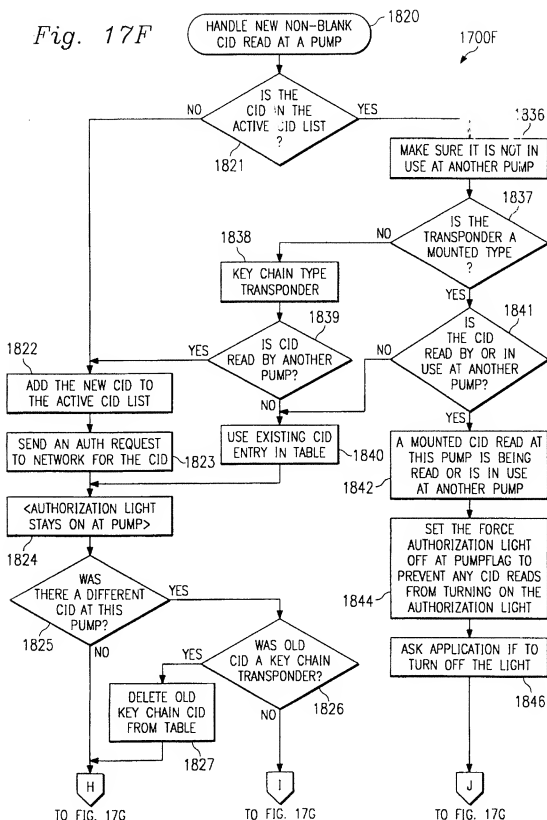 Fig. 17F
HANDLE NEW NON-BLANK
CID READ AT A PUMP
1820
1700F
IS THE
CID IN THE
ACTIVE CID LIST
?
NO
YES
1821
1836
MAKE SURE IT IS NOT IN
USE AT ANOTHER PUMP
1837
IS THE
TRANSPONDER A
MOUNTED TYPE
?
NO
YES
1838
KEY CHAIN TYPE
TRANSPONDER
1839
IS CID
READ BY ANOTHER
PUMP?
YES
NO
1841
IS
THE CID
READ BY OR IN
USE AT ANOTHER
PUMP?
NO
YES
1822
ADD THE NEW CID TO
THE ACTIVE CID LIST
SEND AN AUTH REQUEST
TO NETWORK FOR THE CID
1823
USE EXISTING CID
ENTRY IN TABLE
1840
A MOUNTED CID READ AT
THIS PUMP IS BEING
READ OR IS IN USE
AT ANOTHER PUMP
1842
<AUTHORIZATION LIGHT
STAYS ON AT PUMP>
1824
SET THE FORCE
AUTHORIZATION LIGHT
OFF AT PUMPFLAG TO
PREVENT ANY CID READS
FROM TURNING ON THE
AUTHORIZATION LIGHT
1844
WAS
THERE A DIFFERENT
CID AT THIS
PUMP?
YES
NO
1825
WAS OLD
CID A KEY CHAIN
TRANSPONDER?
YES
NO
1826
DELETE OLD
KEY CHAIN CID
FROM TABLE
1827
ASK APPLICATION IF TO
TURN OFF THE LIGHT
1846
H
TO FIG. 17G
I
TO FIG. 17G
J
TO FIG. 17G